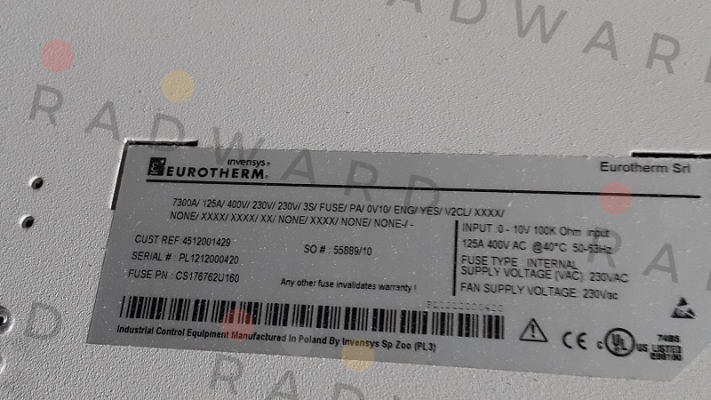 RADWARD
RADWARD
invensys
EUROTHERM
Eurotherm Srl
7300A/ 125A/ 400V/ 230V/ 230V/ 3S/ FUSE/ PA/ 0V10/ ENG/ YES/ V2CL/ XXXX/
NONE/ XXXX/ XXXX/ XX/ NONE/ XXXX/ NONE/ NONE-/ -
INPUT :0 - 10V 100K Ohm input
125A 400V AC @40°C 50-63Hz
CUST REF 4512001429
SO # : 55889/10
FUSE TYPE : INTERNAL
SERIAL # : PL1212000420
SUPPLY VOLTAGE (VAC): 230VAC
FUSE PN : CS176762U160
Any other fuse invalidates warranty !
FAN SUPPLY VOLTAGE: 230Vac
Industrial Control Equipment Manufactured In Poland By Invensys Sp Zoo (PL3)
CE
c UL US LISTED
RADWARD